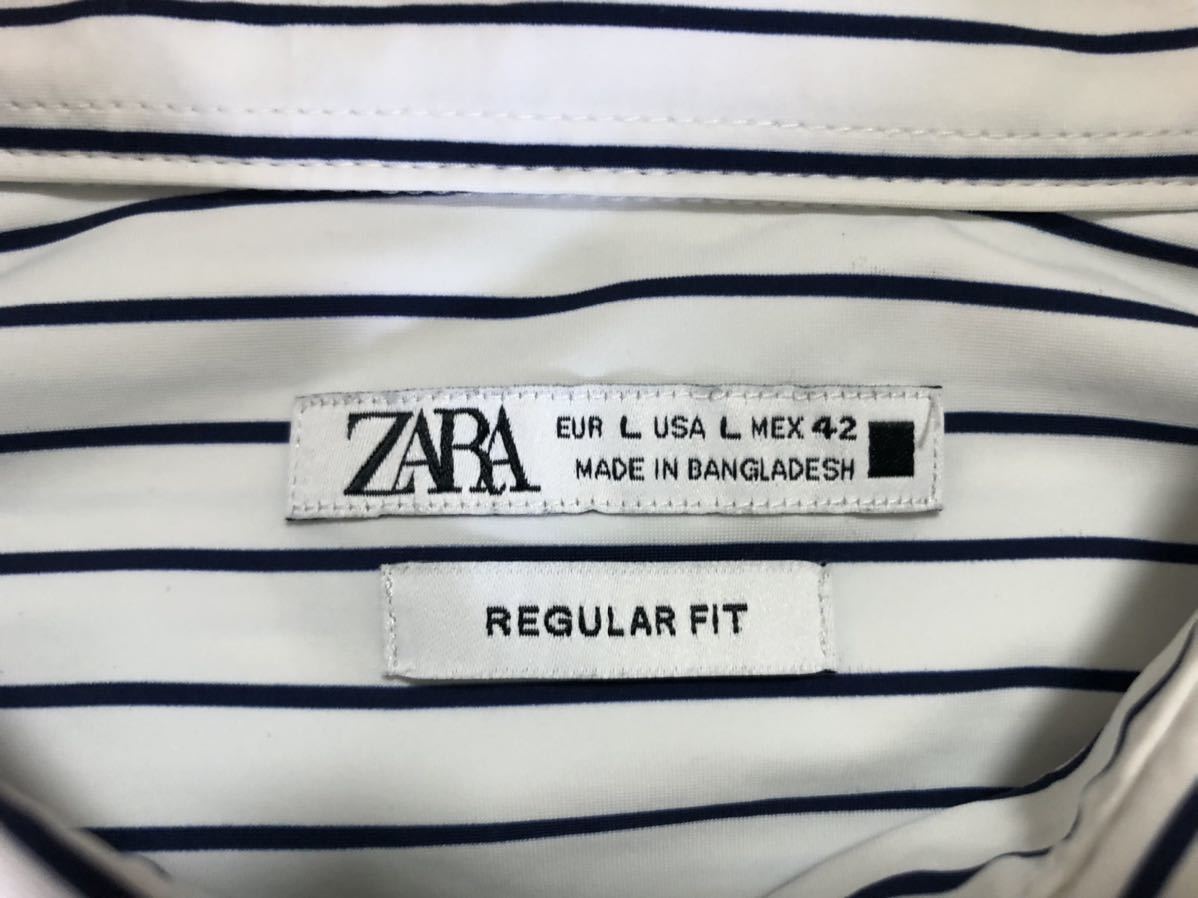 ZARA
EUR L USA L MEX 42
MADE IN BANGLADESH
REGULAR FIT